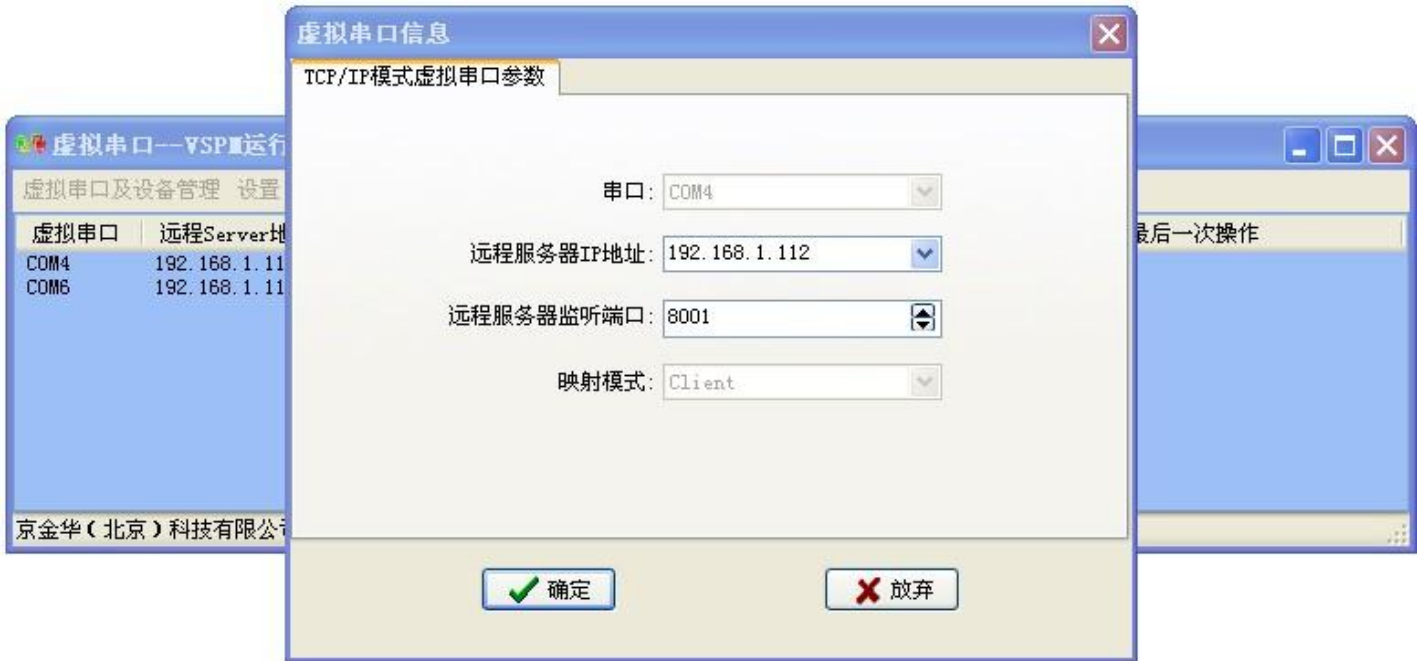 虚拟串口信息
TCP/IP模式虚拟串口参数
串口: COM4
远程服务器IP地址: 192.168.1.112
远程服务器监听端口: 8001
映射模式: Client
确定
放弃
虚拟串口--VSPM运行
虚拟串口及设备管理 设置
虚拟串口 远程Server地 最后一次操作
COM4 192.168.1.11
COM6 192.168.1.11
京金华(北京)科技有限公